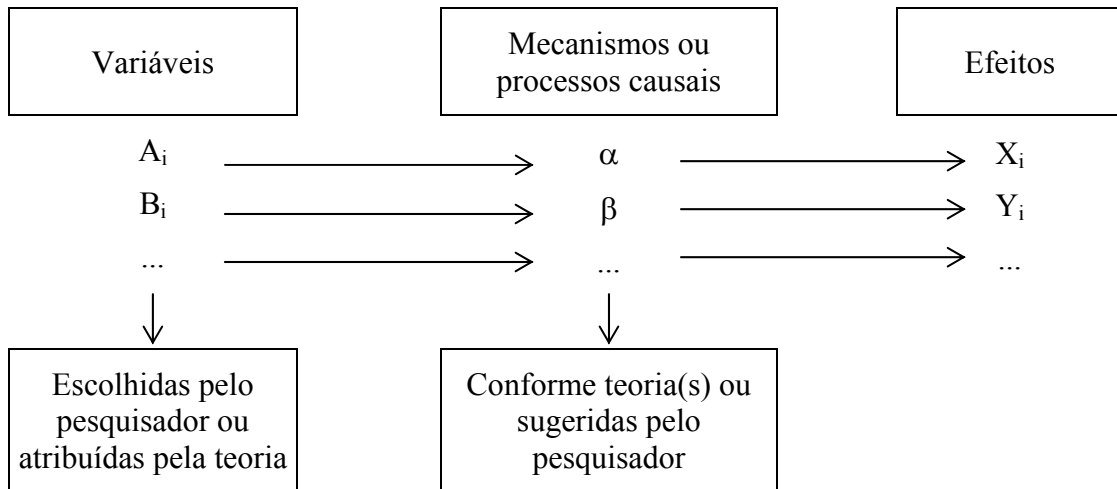 Variáveis
Mecanismos ou
processos causais
Efeitos
Aᵢ
α
Xᵢ
Bᵢ
β
Yᵢ
...
...
...
Escolhidas pelo
pesquisador ou
atribuídas pela teoria
Conforme teoria(s) ou
sugeridas pelo
pesquisador